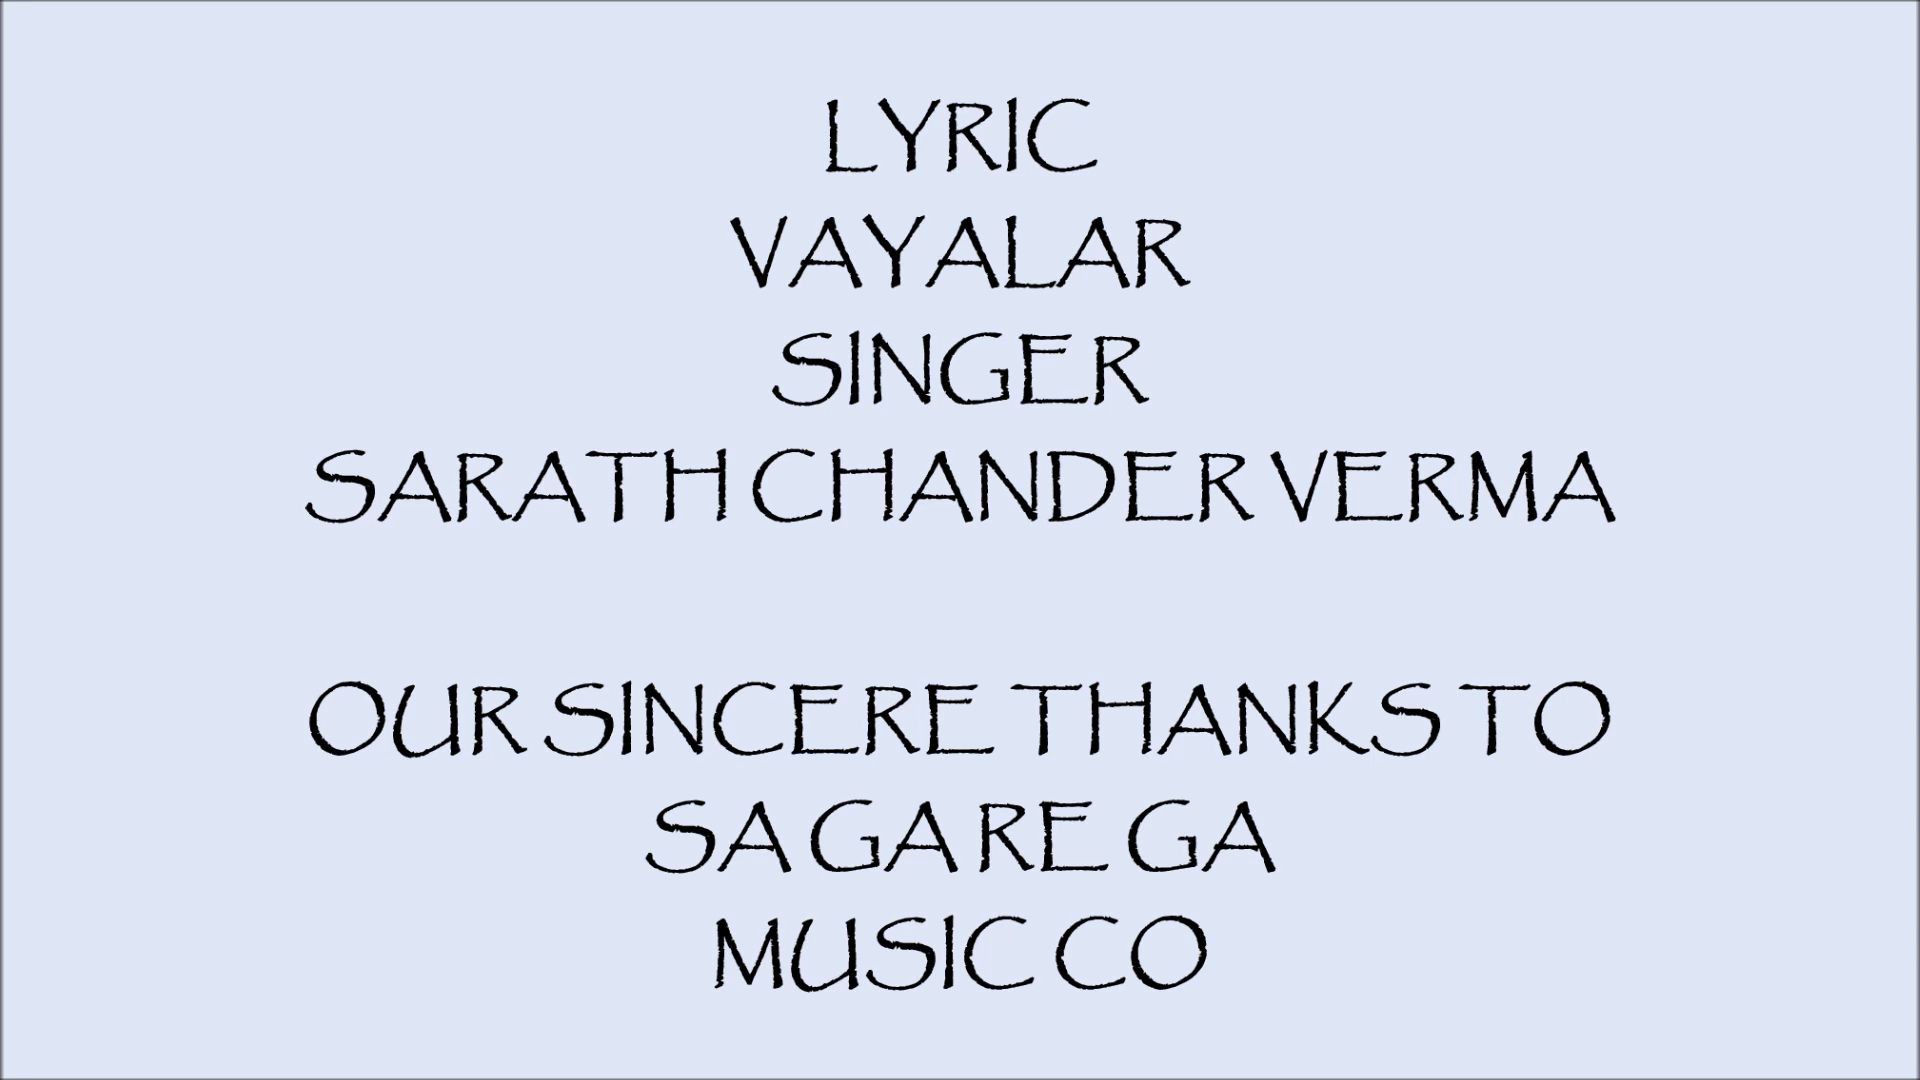 LYRIC
VAYALAR
SINGER
SARATH CHANDER VERMA
OUR SINCERE THANKS TO
SA GA RE GA
MUSIC CO